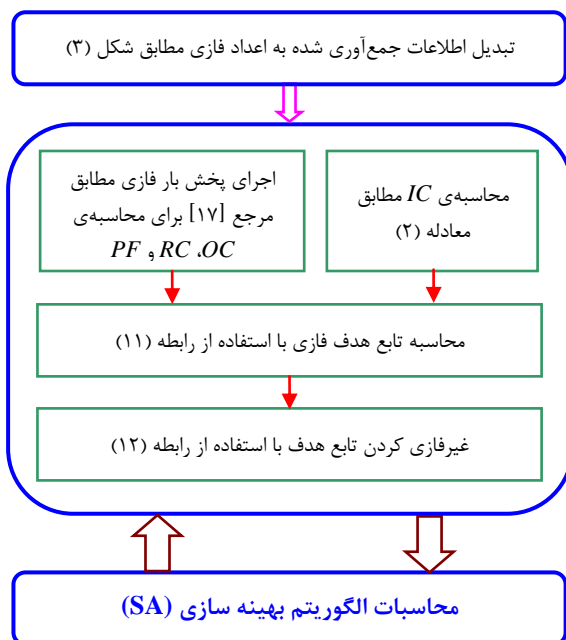 تبدیل اطلاعات جمع‌آوری شده به اعداد فازی مطابق شکل (۳)
محاسبه‌ی IC مطابق
معادله (۲)
اجرای پخش بار فازی مطابق
مرجع [۱۷] برای محاسبه‌ی
OC، RC و PF
محاسبه تابع هدف فازی با استفاده از رابطه (۱۱)
غیرفازی کردن تابع هدف با استفاده از رابطه (۱۲)
محاسبات الگوریتم بهینه سازی (SA)